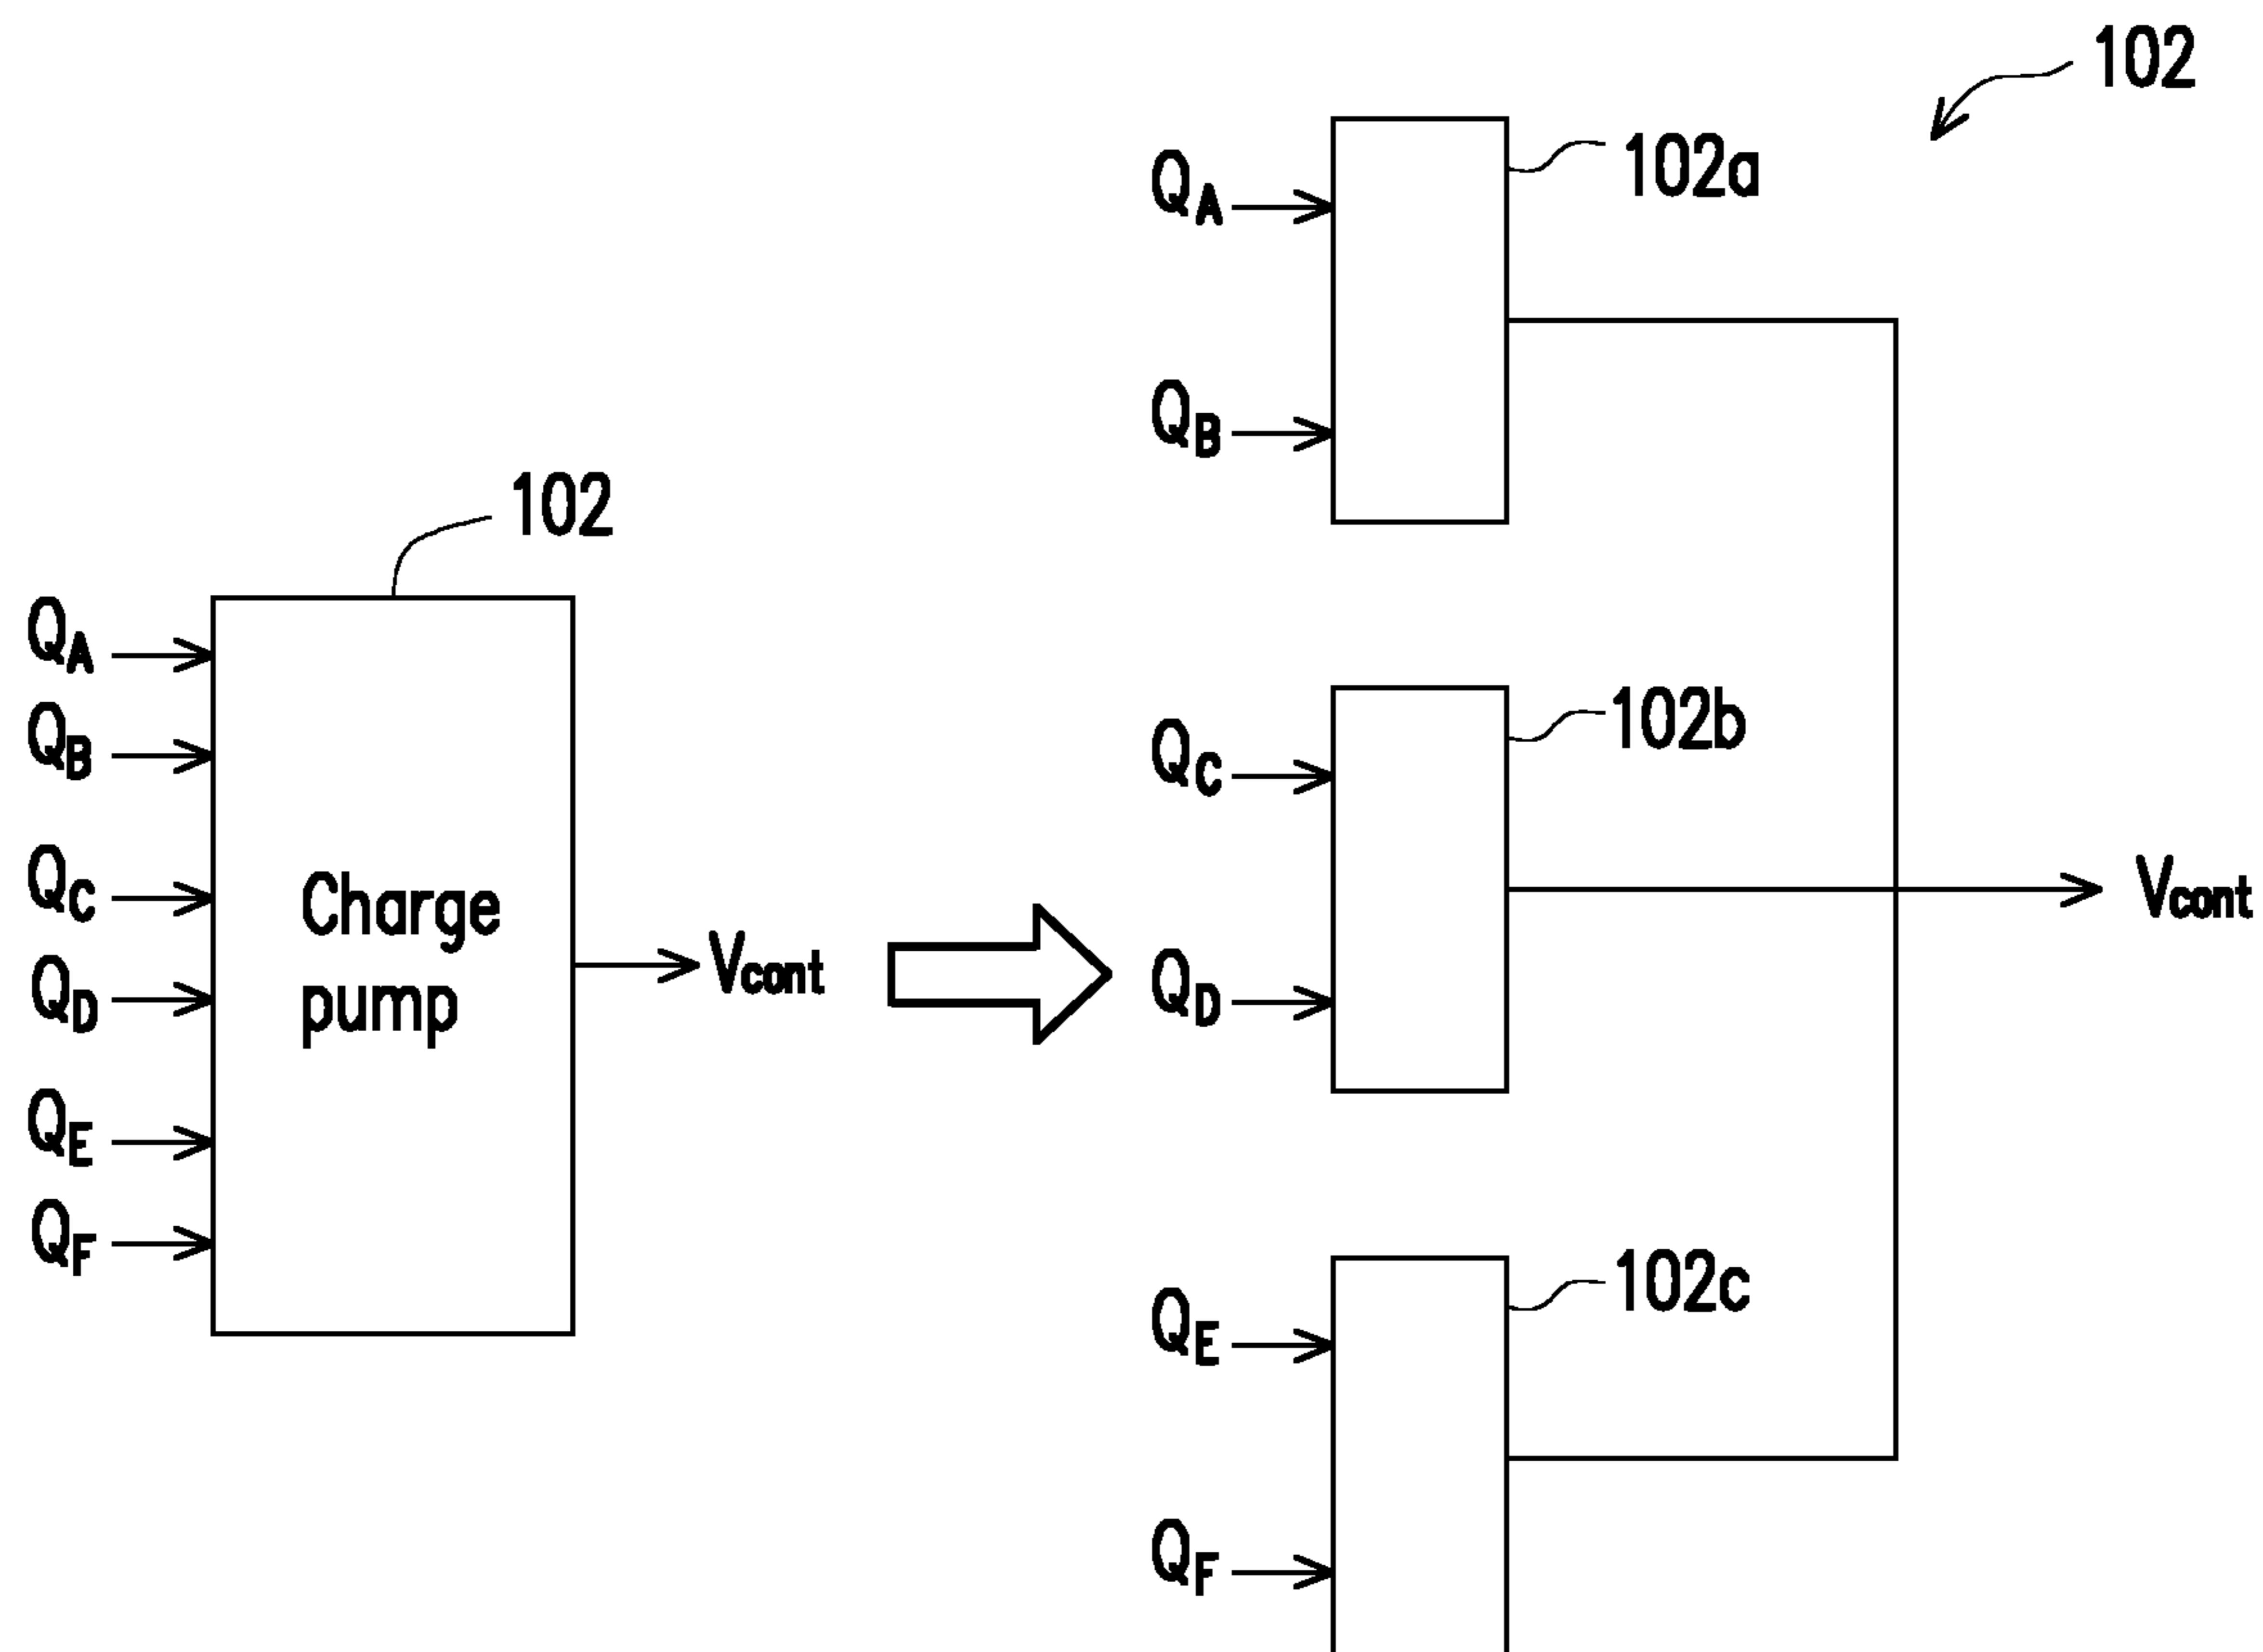 102
QA
QB
QC
QD
QE
QF
Charge
pump
Vcont
102
QA
QB
102a
QC
QD
102b
QE
QF
102c
Vcont